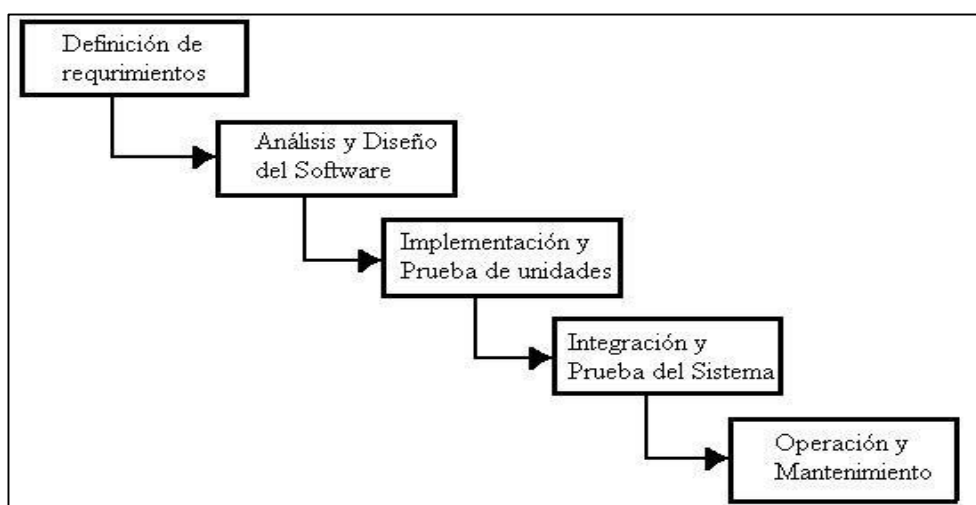 Definición de
requrimientos
Análisis y Diseño
del Software
Implementación y
Prueba de unidades
Integración y
Prueba del Sistema
Operación y
Mantenimiento